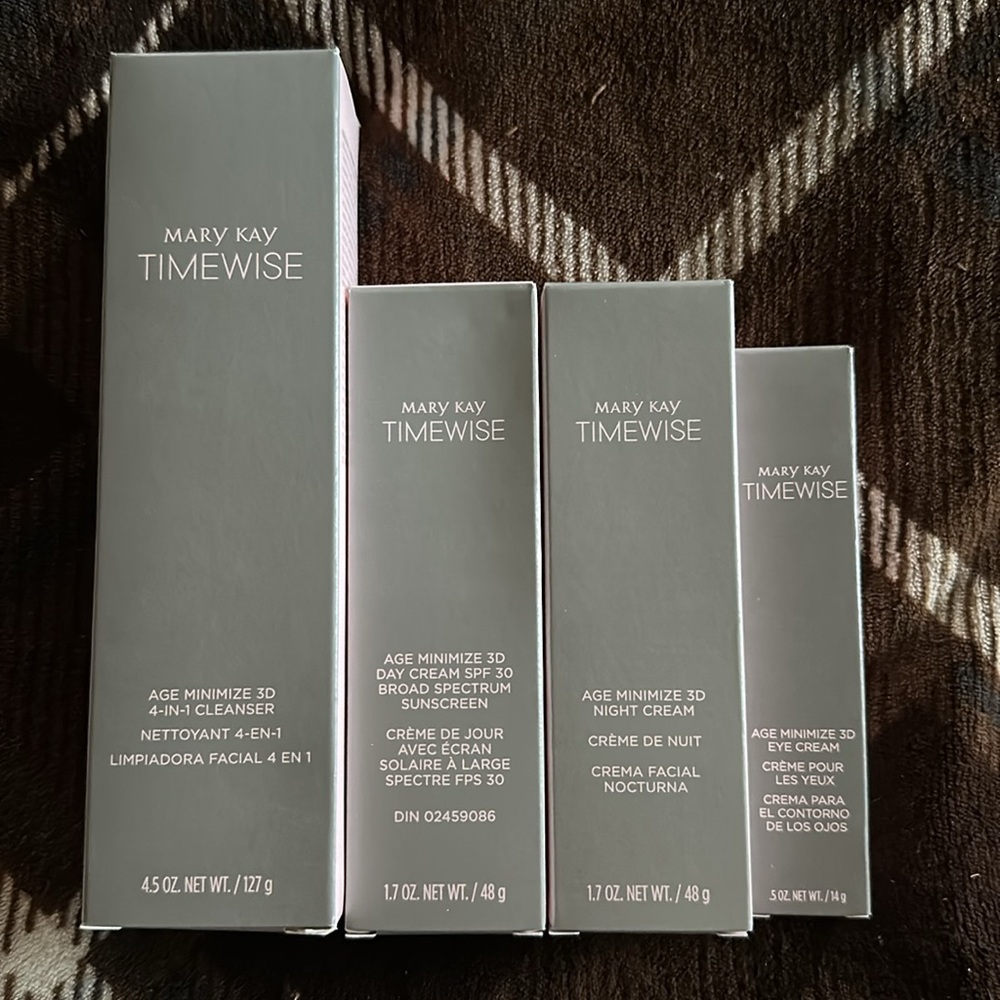 MARY KAY
TIMEWISE
AGE MINIMIZE 3D
4-IN-1 CLEANSER
NETTOYANT 4-EN-1
LIMPIADORA FACIAL 4 EN 1
4.5 OZ. NET WT. / 127 g
MARY KAY
TIMEWISE
AGE MINIMIZE 3D
DAY CREAM SPF 30
BROAD SPECTRUM
SUNSCREEN
CRÈME DE JOUR
AVEC ÉCRAN
SOLAIRE À LARGE
SPECTRE FPS 30
DIN 02459086
1.7 OZ. NET WT. / 48 g
MARY KAY
TIMEWISE
AGE MINIMIZE 3D
NIGHT CREAM
CRÈME DE NUIT
CREMA FACIAL
NOCTURNA
1.7 OZ. NET WT. / 48 g
MARY KAY
TIMEWISE
AGE MINIMIZE 3D
EYE CREAM
CRÈME POUR
LES YEUX
CREMA PARA
EL CONTORNO
DE LOS OJOS
.5 OZ. NET WT. / 14 g